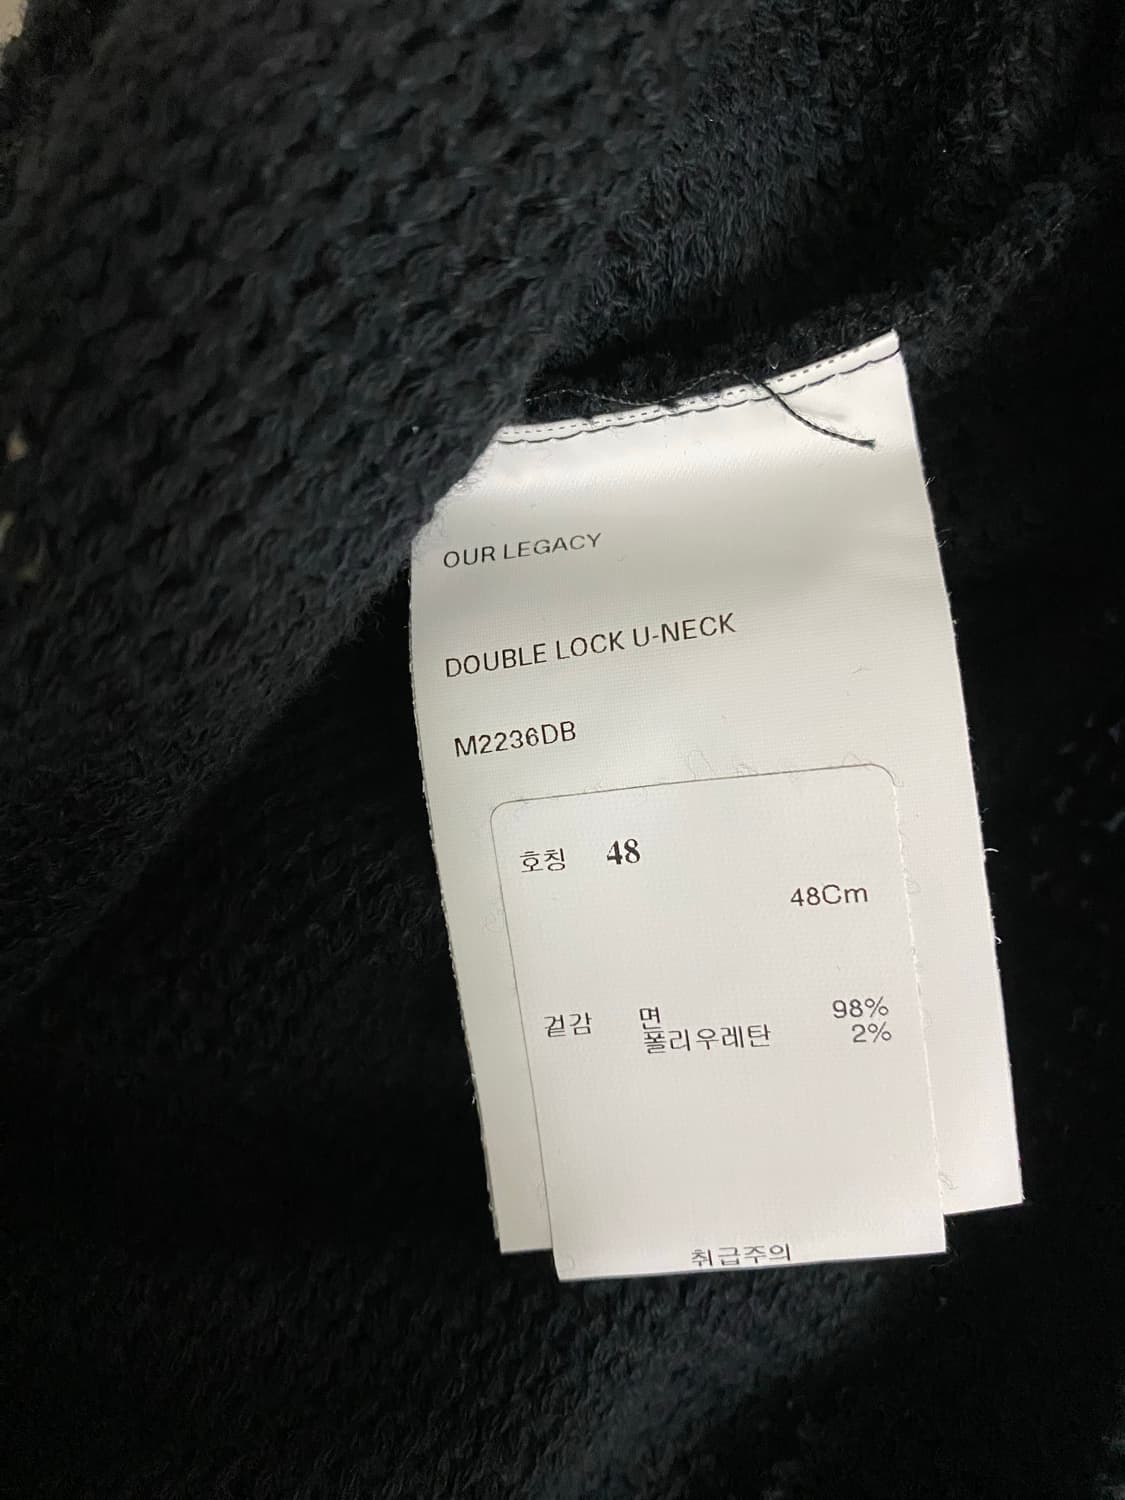 OUR LEGACY
DOUBLE LOCK U-NECK
M2236DB
호칭 48
48Cm
겉감 면 98%
폴리우레탄 2%
취급주의